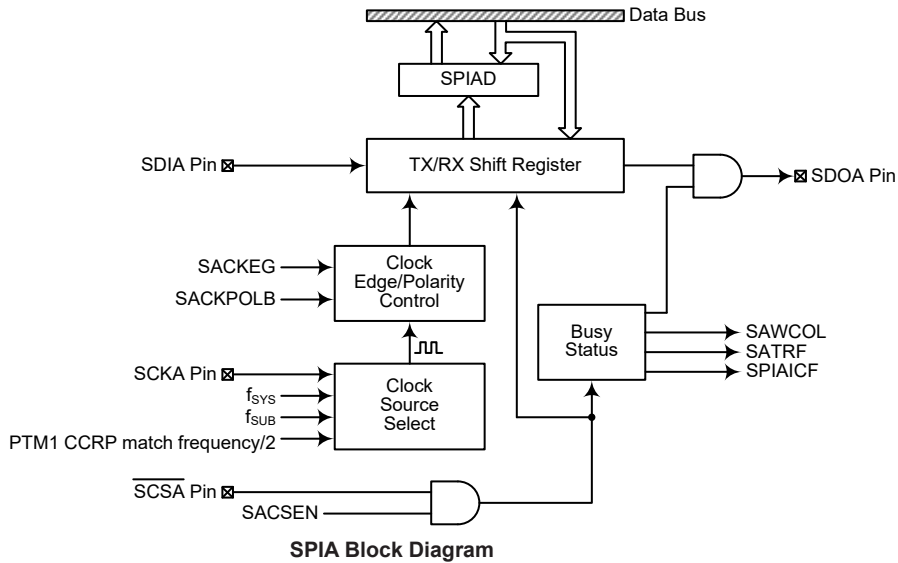 Data Bus
SPIAD
SDIA Pin
TX/RX Shift Register
SDOA Pin
SACKEG
SACKPOLB
Clock
Edge/Polarity
Control
Busy
Status
SAWCOL
SATRF
SPIAICF
SCKA Pin
fSYS
fSUB
PTM1 CCRP match frequency/2
Clock
Source
Select
SCSA Pin
SACSEN
SPIA Block Diagram